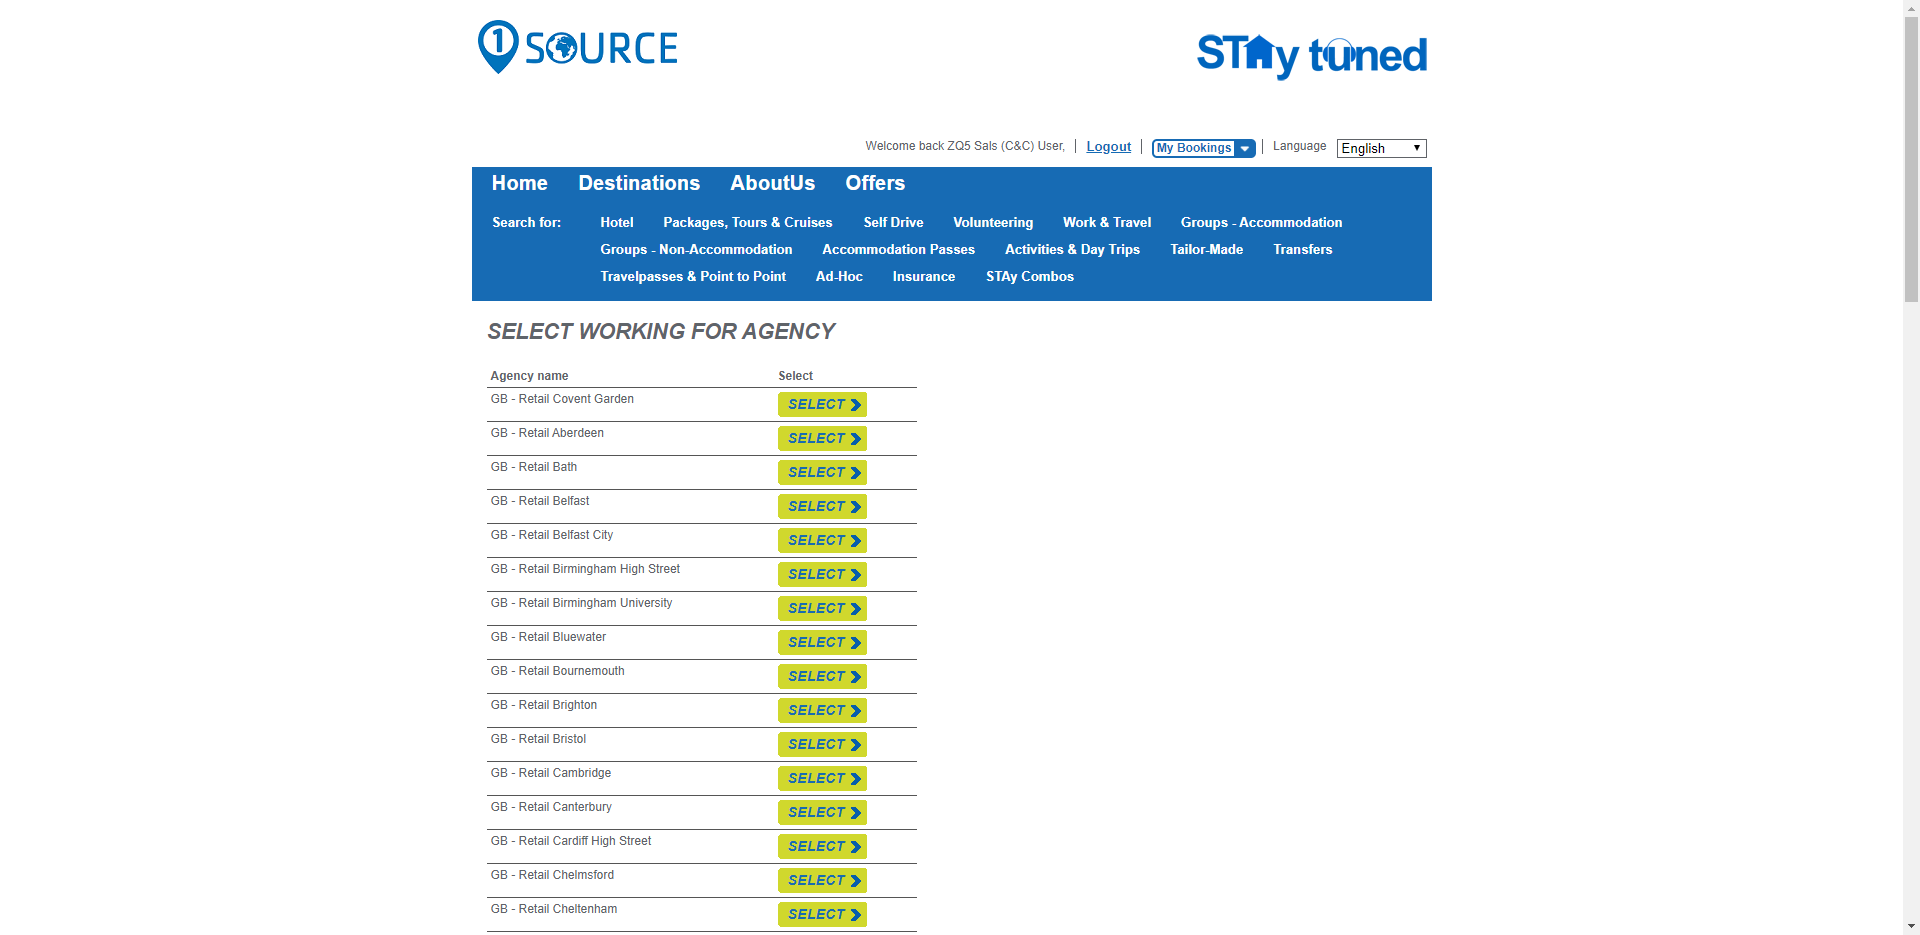 1 SOURCE
STAy tuned
Welcome back ZQ5 Sals (C&C) User, Logout My Bookings Language English
Home Destinations AboutUs Offers
Search for: Hotel Packages, Tours & Cruises Self Drive Volunteering Work & Travel Groups - Accommodation
Groups - Non-Accommodation Accommodation Passes Activities & Day Trips Tailor-Made Transfers
Travelpasses & Point to Point Ad-Hoc Insurance STAy Combos
SELECT WORKING FOR AGENCY
Agency name Select
GB - Retail Covent Garden SELECT
GB - Retail Aberdeen SELECT
GB - Retail Bath SELECT
GB - Retail Belfast SELECT
GB - Retail Belfast City SELECT
GB - Retail Birmingham High Street SELECT
GB - Retail Birmingham University SELECT
GB - Retail Bluewater SELECT
GB - Retail Bournemouth SELECT
GB - Retail Brighton SELECT
GB - Retail Bristol SELECT
GB - Retail Cambridge SELECT
GB - Retail Canterbury SELECT
GB - Retail Cardiff High Street SELECT
GB - Retail Chelmsford SELECT
GB - Retail Cheltenham SELECT